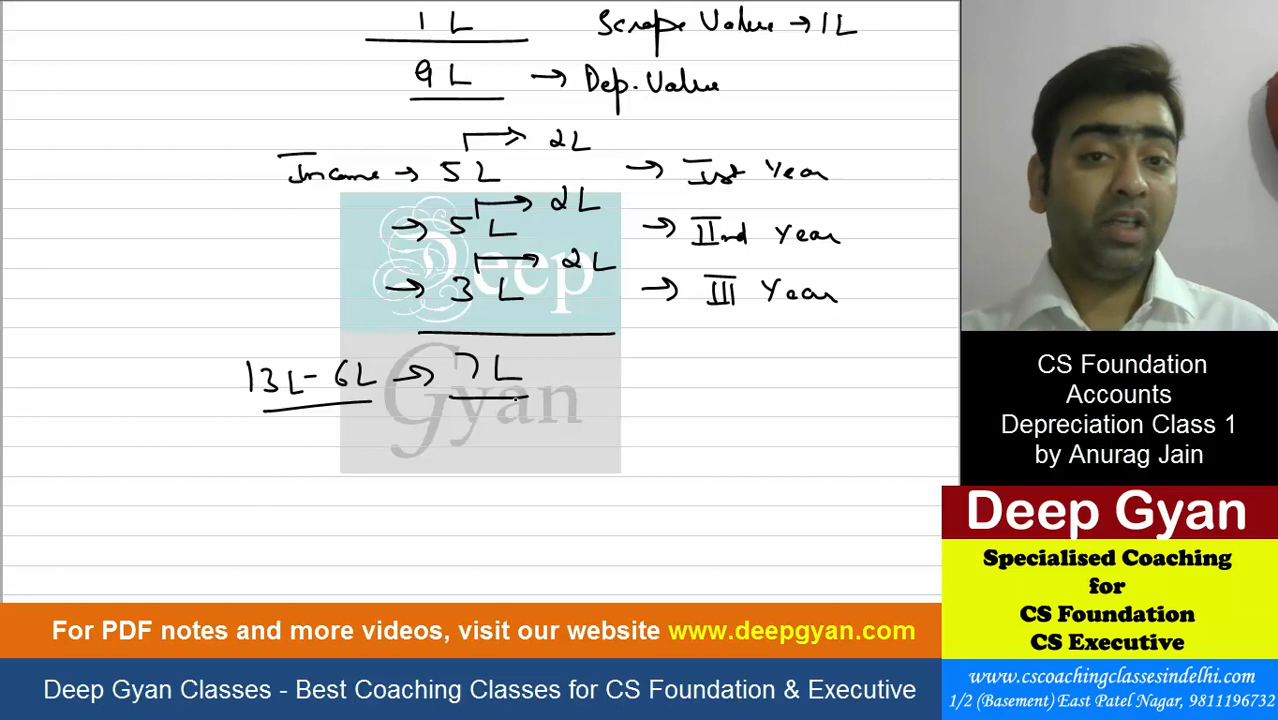 1 L Scrape Value → 1L
9 L → Dep. Value
→ 2L
Income → 5 L → Ist Year
→ 2L
→ 5 L → IInd Year
→ 2L
→ 3 L → III Year
13L - 6L → 7 L
Deep
Gyan
CS Foundation
Accounts
Depreciation Class 1
by Anurag Jain
Deep Gyan
Specialised Coaching
for
CS Foundation
CS Executive
For PDF notes and more videos, visit our website www.deepgyan.com
www.cscoachingclassesindelhi.com
Deep Gyan Classes - Best Coaching Classes for CS Foundation & Executive
1/2 (Basement) East Patel Nagar, 9811196732